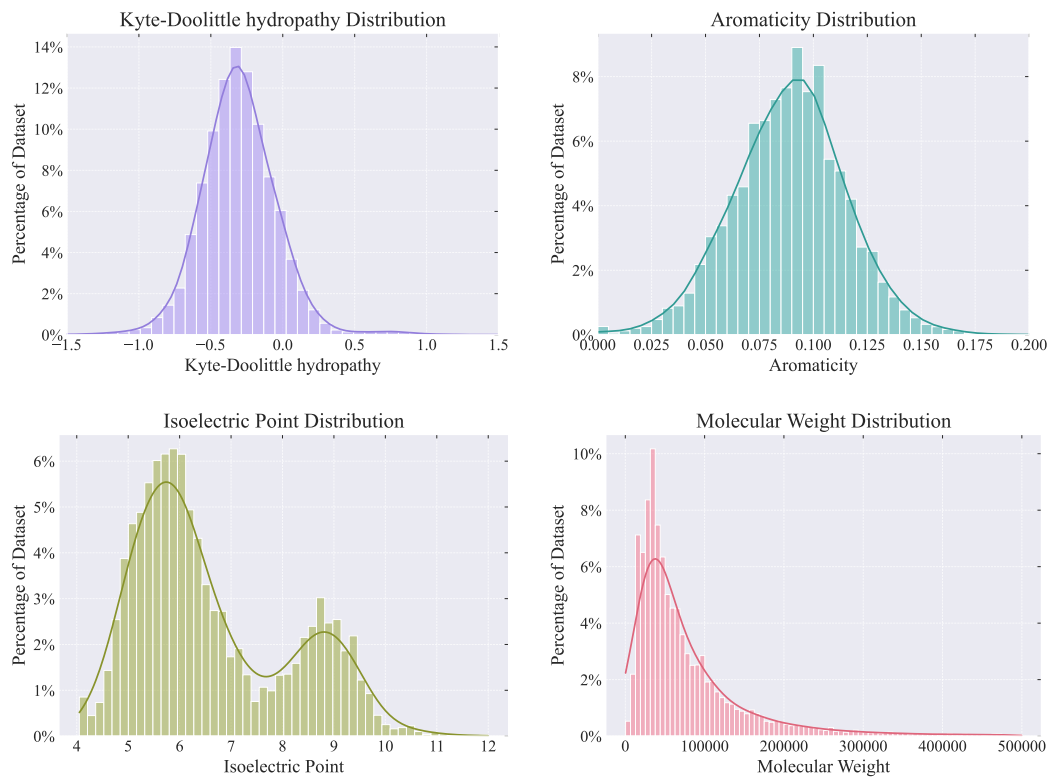 Kyte-Doolittle hydropathy Distribution
Percentage of Dataset
14%
12%
10%
8%
6%
4%
2%
0%
−1.5 −1.0 −0.5 0.0 0.5 1.0 1.5
Kyte-Doolittle hydropathy
Aromaticity Distribution
Percentage of Dataset
8%
6%
4%
2%
0%
0.000 0.025 0.050 0.075 0.100 0.125 0.150 0.175 0.200
Aromaticity
Isoelectric Point Distribution
Percentage of Dataset
6%
5%
4%
3%
2%
1%
0%
4 5 6 7 8 9 10 11 12
Isoelectric Point
Molecular Weight Distribution
Percentage of Dataset
10%
8%
6%
4%
2%
0%
0 100000 200000 300000 400000 500000
Molecular Weight